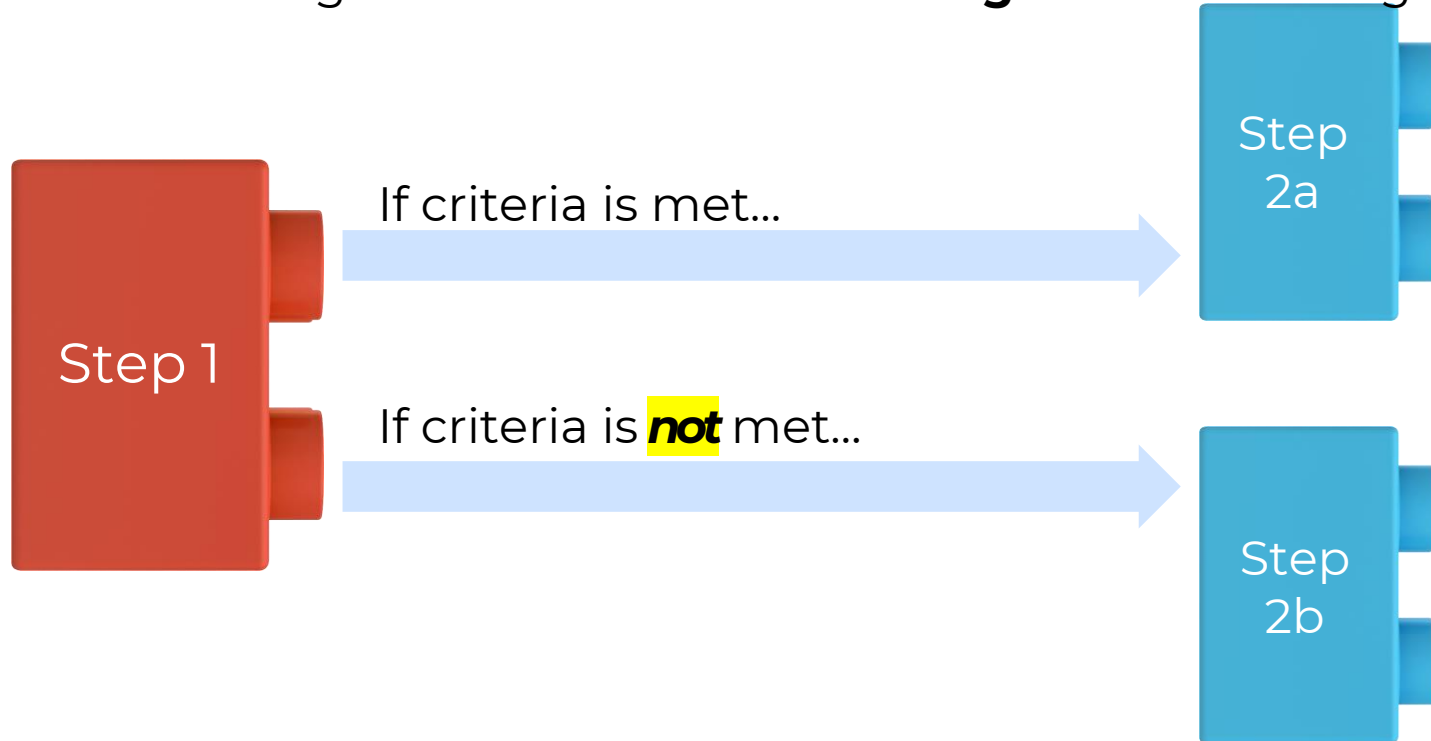 If criteria is met...
Step
2a
Step 1
If criteria is not met...
Step
2b